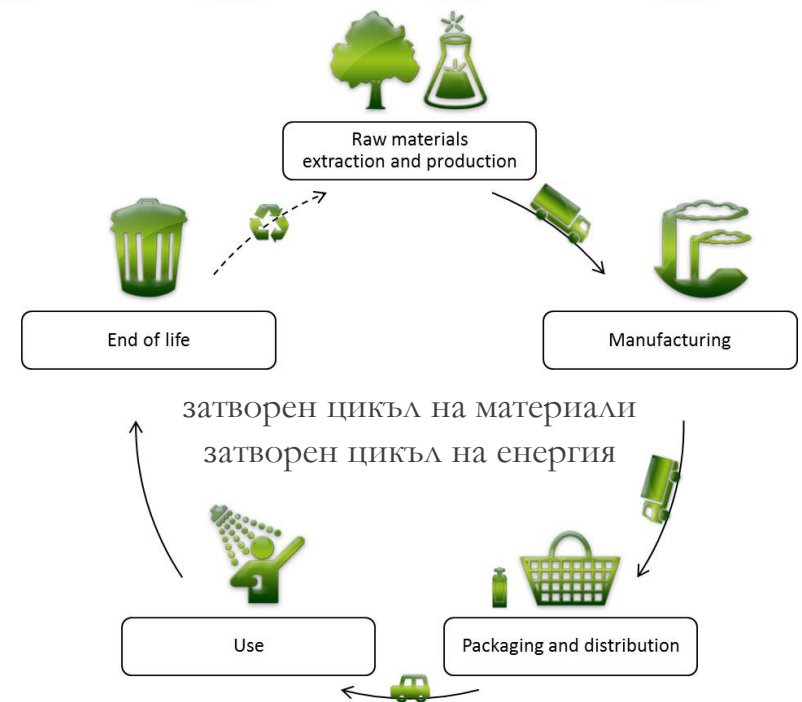 Raw materials
extraction and production
End of life
Manufacturing
затворен цикъл на материали
затворен цикъл на енергия
Use
Packaging and distribution